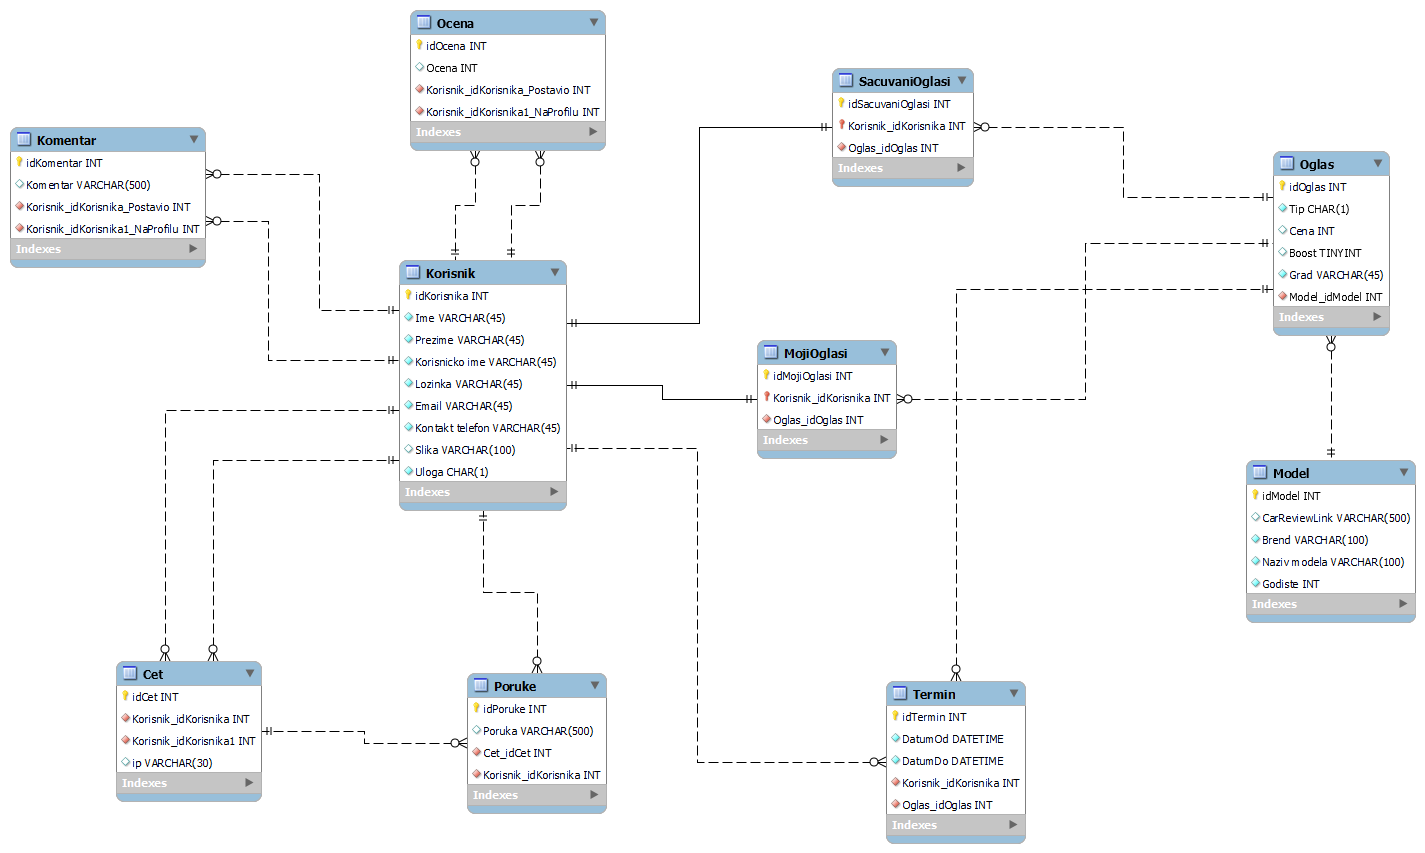 Ocena
idOcena INT
Ocena INT
Korisnik_idKorisnika_Postavio INT
Korisnik_idKorisnika1_NaProfilu INT
Indexes
SacuvaniOglasi
idSacuvaniOglasi INT
Korisnik_idKorisnika INT
Oglas_idOglas INT
Indexes
Komentar
idKomentar INT
Komentar VARCHAR(500)
Korisnik_idKorisnika_Postavio INT
Korisnik_idKorisnika1_NaProfilu INT
Indexes
Oglas
idOglas INT
Tip CHAR(1)
Cena INT
Boost TINYINT
Grad VARCHAR(45)
Model_idModel INT
Indexes
Korisnik
idKorisnika INT
Ime VARCHAR(45)
Prezime VARCHAR(45)
Korisnicko ime VARCHAR(45)
Lozinka VARCHAR(45)
Email VARCHAR(45)
Kontakt telefon VARCHAR(45)
Slika VARCHAR(100)
Uloga CHAR(1)
Indexes
MojiOglasi
idMojiOglasi INT
Korisnik_idKorisnika INT
Oglas_idOglas INT
Indexes
Model
idModel INT
CarReviewLink VARCHAR(500)
Brend VARCHAR(100)
Naziv modela VARCHAR(100)
Godiste INT
Indexes
Cet
idCet INT
Korisnik_idKorisnika INT
Korisnik_idKorisnika1 INT
ip VARCHAR(30)
Indexes
Poruke
idPoruke INT
Poruka VARCHAR(500)
Cet_idCet INT
Korisnik_idKorisnika INT
Indexes
Termin
idTermin INT
DatumOd DATETIME
DatumDo DATETIME
Korisnik_idKorisnika INT
Oglas_idOglas INT
Indexes